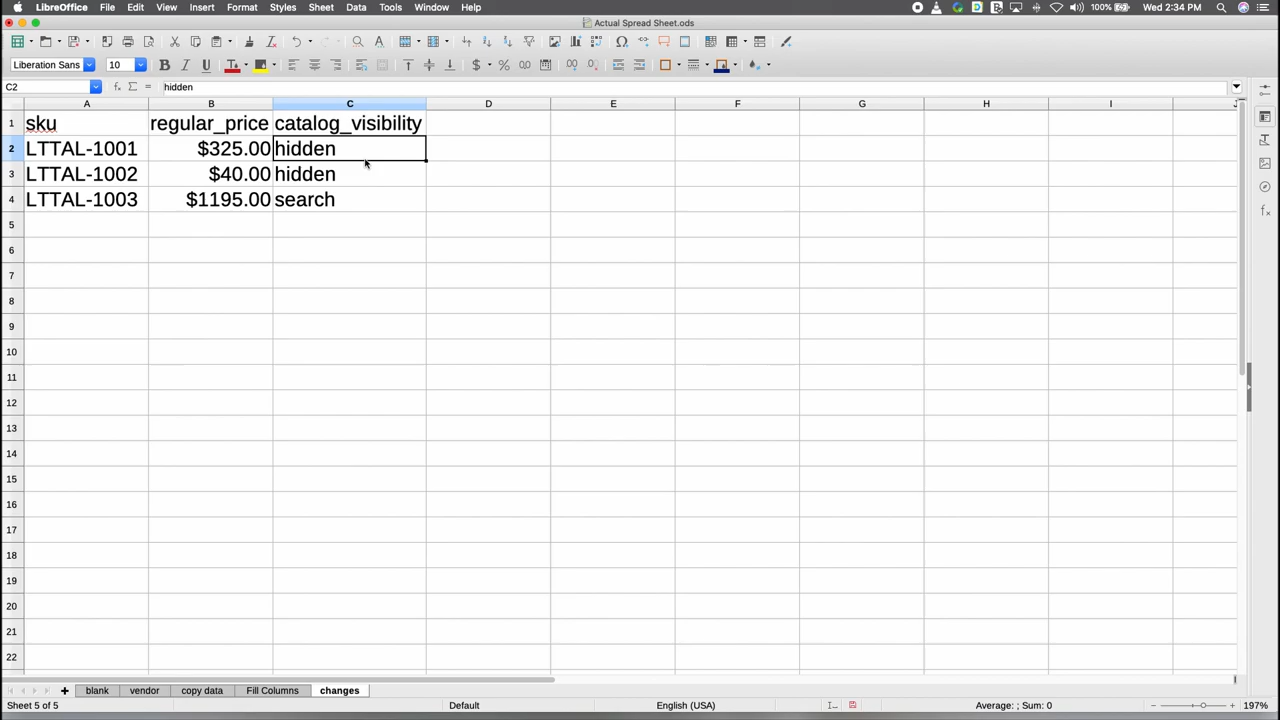 LibreOffice File Edit View Insert Format Styles Sheet Data Tools Window Help 100% Wed 2:34 PM
Actual Spread Sheet.ods
Liberation Sans 10
C2 hidden
A B C D E F G H I J
1 sku regular_price catalog_visibility
2 LTTAL-1001 $325.00 hidden
3 LTTAL-1002 $40.00 hidden
4 LTTAL-1003 $1195.00 search
5
6
7
8
9
10
11
12
13
14
15
16
17
18
19
20
21
22
blank vendor copy data Fill Columns changes
Sheet 5 of 5 Default English (USA) Average: ; Sum: 0 197%